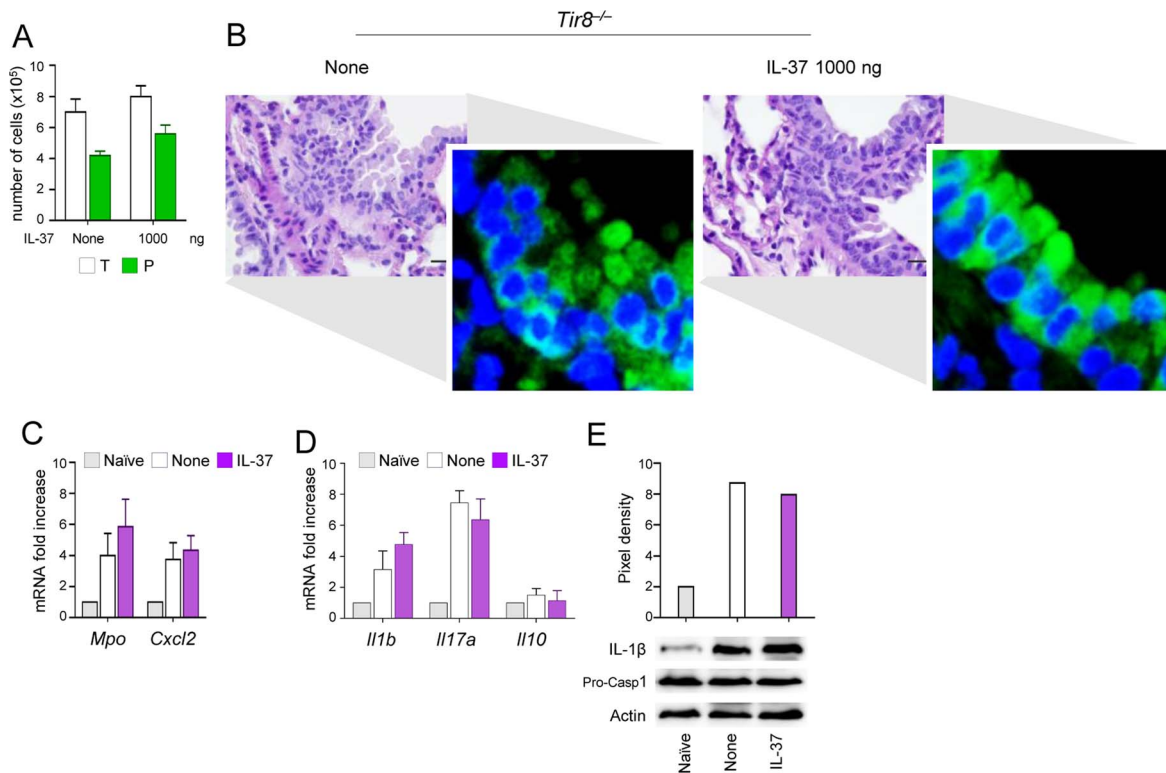 Tir8–/–
A
B
None
IL-37 1000 ng
number of cells (x10⁵)
10
8
6
4
2
0
IL-37 None 1000 ng
T P
C
Naïve None IL-37
mRNA fold increase
10
8
6
4
2
0
Mpo Cxcl2
D
Naïve None IL-37
mRNA fold increase
10
8
6
4
2
0
Il1b Il17a Il10
E
Pixel density
10
8
6
4
2
0
IL-1β
Pro-Casp1
Actin
Naïve None IL-37